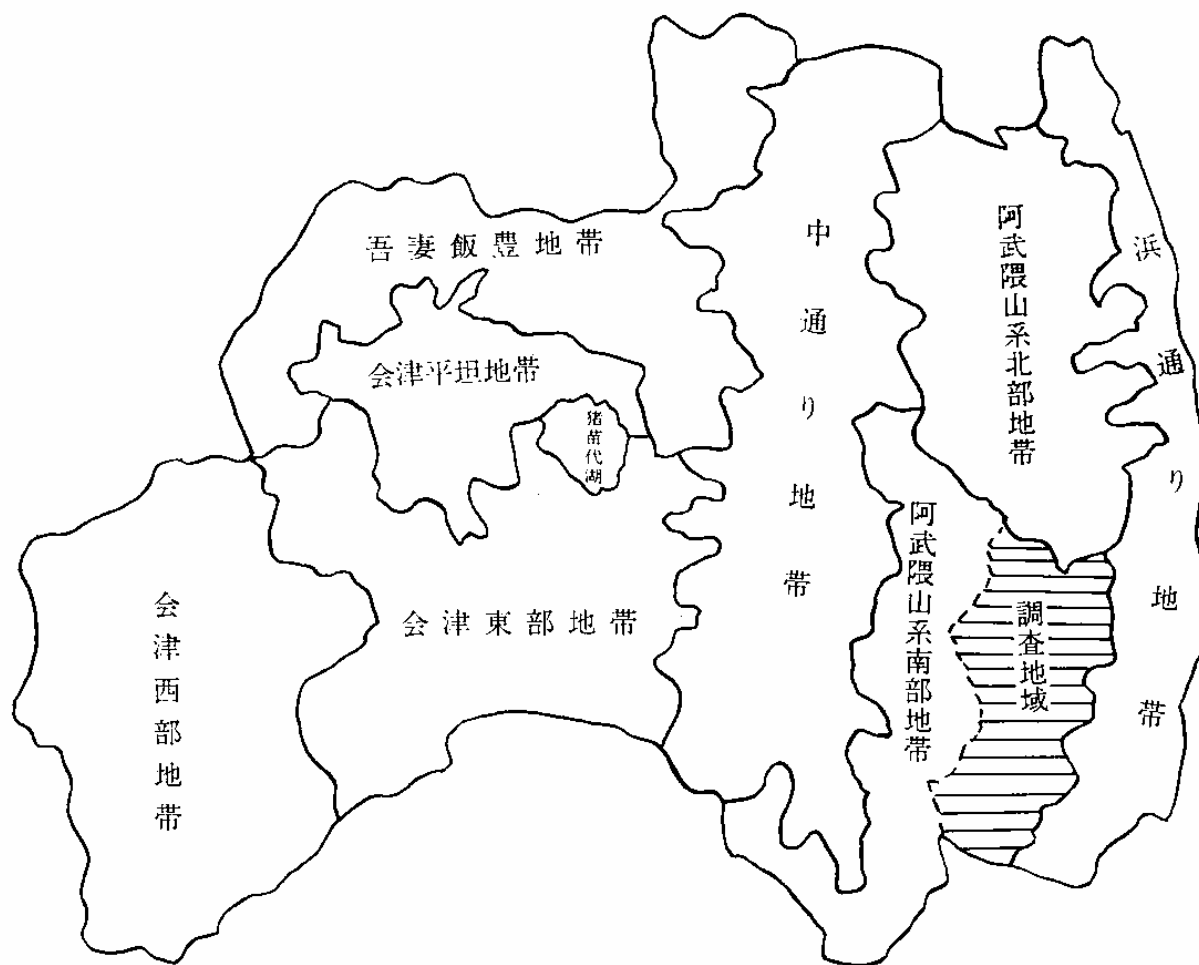 吾妻飯豊地帯
会津平坦地帯
猪苗代湖
会津東部地帯
会津西部地帯
中通り地帯
阿武隈山系北部地帯
阿武隈山系南部地帯
調査地域
浜通り地帯